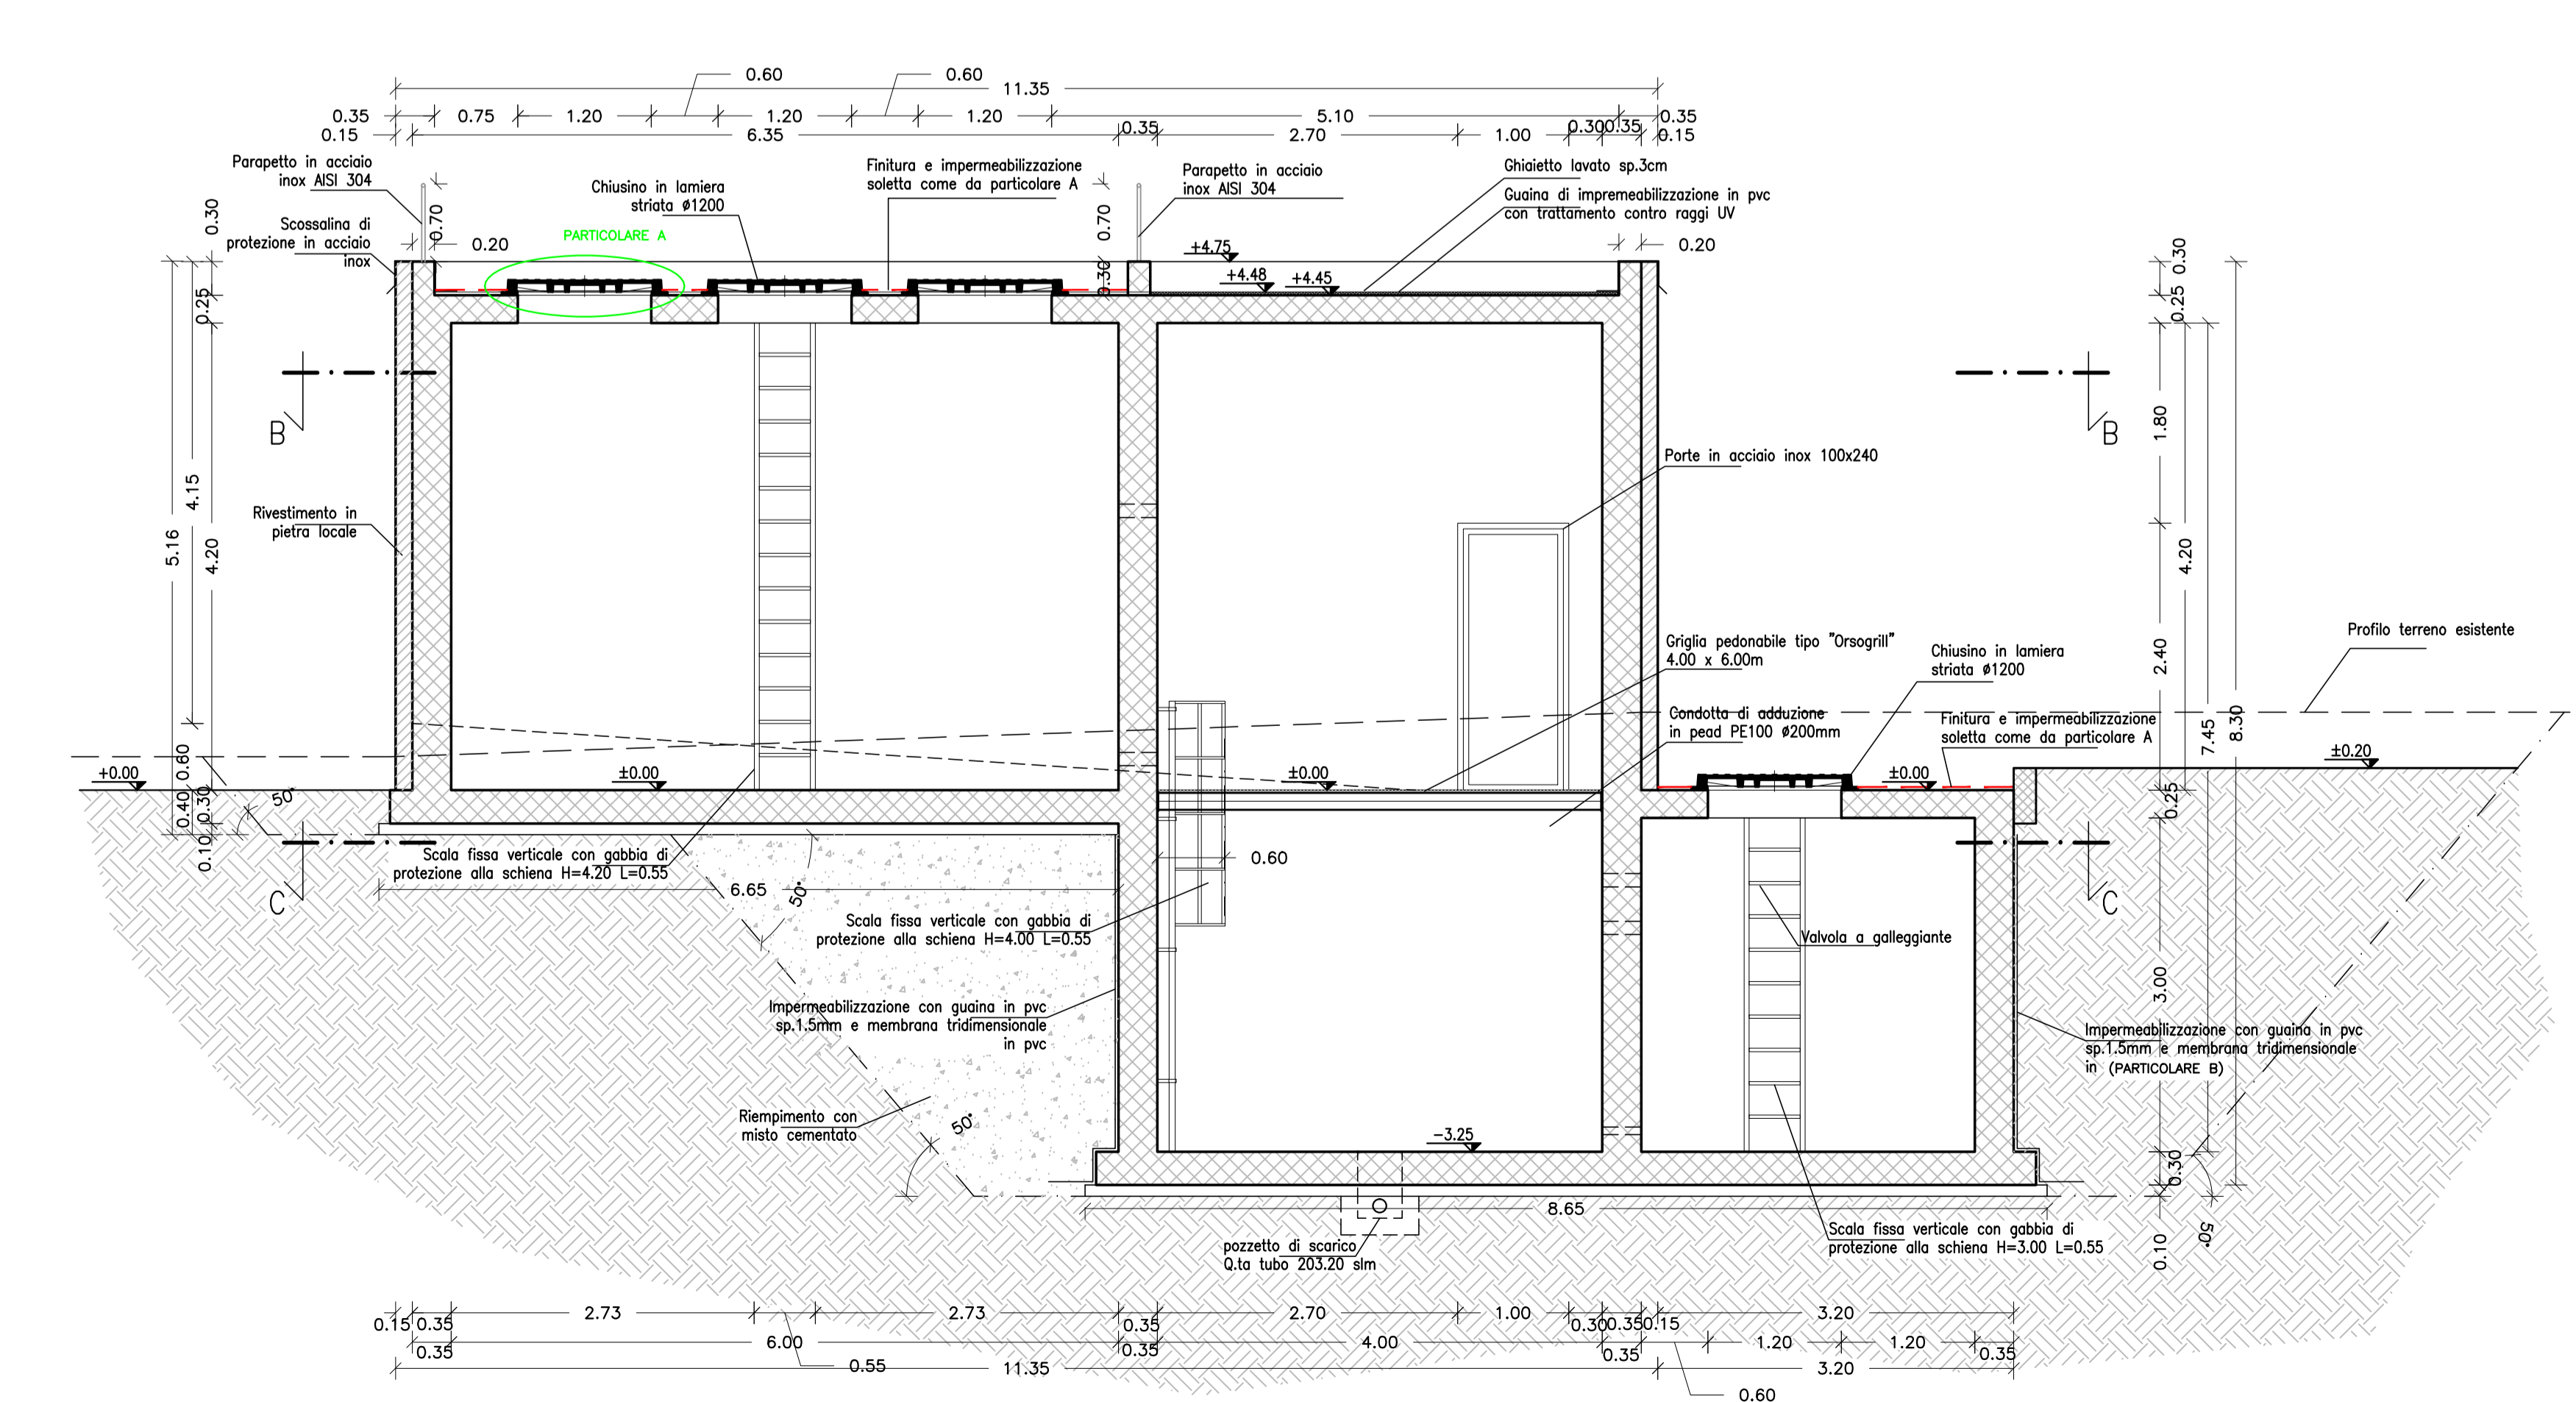 0.60
0.60
11.35
0.35
0.75
1.20
1.20
1.20
5.10
0.35
0.15
6.35
0.35
2.70
1.00
0.30
0.35
0.15
Parapetto in acciaio
inox AISI 304
Chiusino in lamiera
striata ø1200
Finitura e impermeabilizzazione
soletta come da particolare A
Parapetto in acciaio
inox AISI 304
Ghiaietto lavato sp.3cm
Guaina di impremeabilizzazione in pvc
con trattamento contro raggi UV
Scossalina di
protezione in acciaio
inox
PARTICOLARE A
0.30
0.70
0.20
0.70
0.30
+4.75
+4.48
+4.45
0.20
0.30
0.25
0.25
B
B
1.80
Porte in acciaio inox 100x240
4.15
Rivestimento in
pietra locale
5.16
4.20
4.20
Griglia pedonabile tipo "Orsogrill"
4.00 x 6.00m
Chiusino in lamiera
striata ø1200
Profilo terreno esistente
2.40
Condotta di adduzione
in pead PE100 ø200mm
Finitura e impermeabilizzazione
soletta come da particolare A
7.45
8.30
+0.00
0.60
±0.00
±0.00
±0.00
±0.20
0.40
0.30
50°
0.25
0.10
Scala fissa verticale con gabbia di
protezione alla schiena H=4.20 L=0.55
0.60
6.65
50°
C
C
Scala fissa verticale con gabbia di
protezione alla schiena H=4.00 L=0.55
Valvola a galleggiante
3.00
Impermeabilizzazione con guaina in pvc
sp.1.5mm e membrana tridimensionale
in pvc
Impermeabilizzazione con guaina in pvc
sp.1.5mm e membrana tridimensionale
in (PARTICOLARE B)
Riempimento con
misto cementato
50°
-3.25
0.30
8.65
pozzetto di scarico
Q.ta tubo 203.20 slm
Scala fissa verticale con gabbia di
protezione alla schiena H=3.00 L=0.55
50°
0.10
0.15
0.35
2.73
2.73
0.35
2.70
1.00
0.30
0.35
0.15
3.20
0.35
6.00
0.35
4.00
0.35
1.20
1.20
0.35
0.55
11.35
3.20
0.60